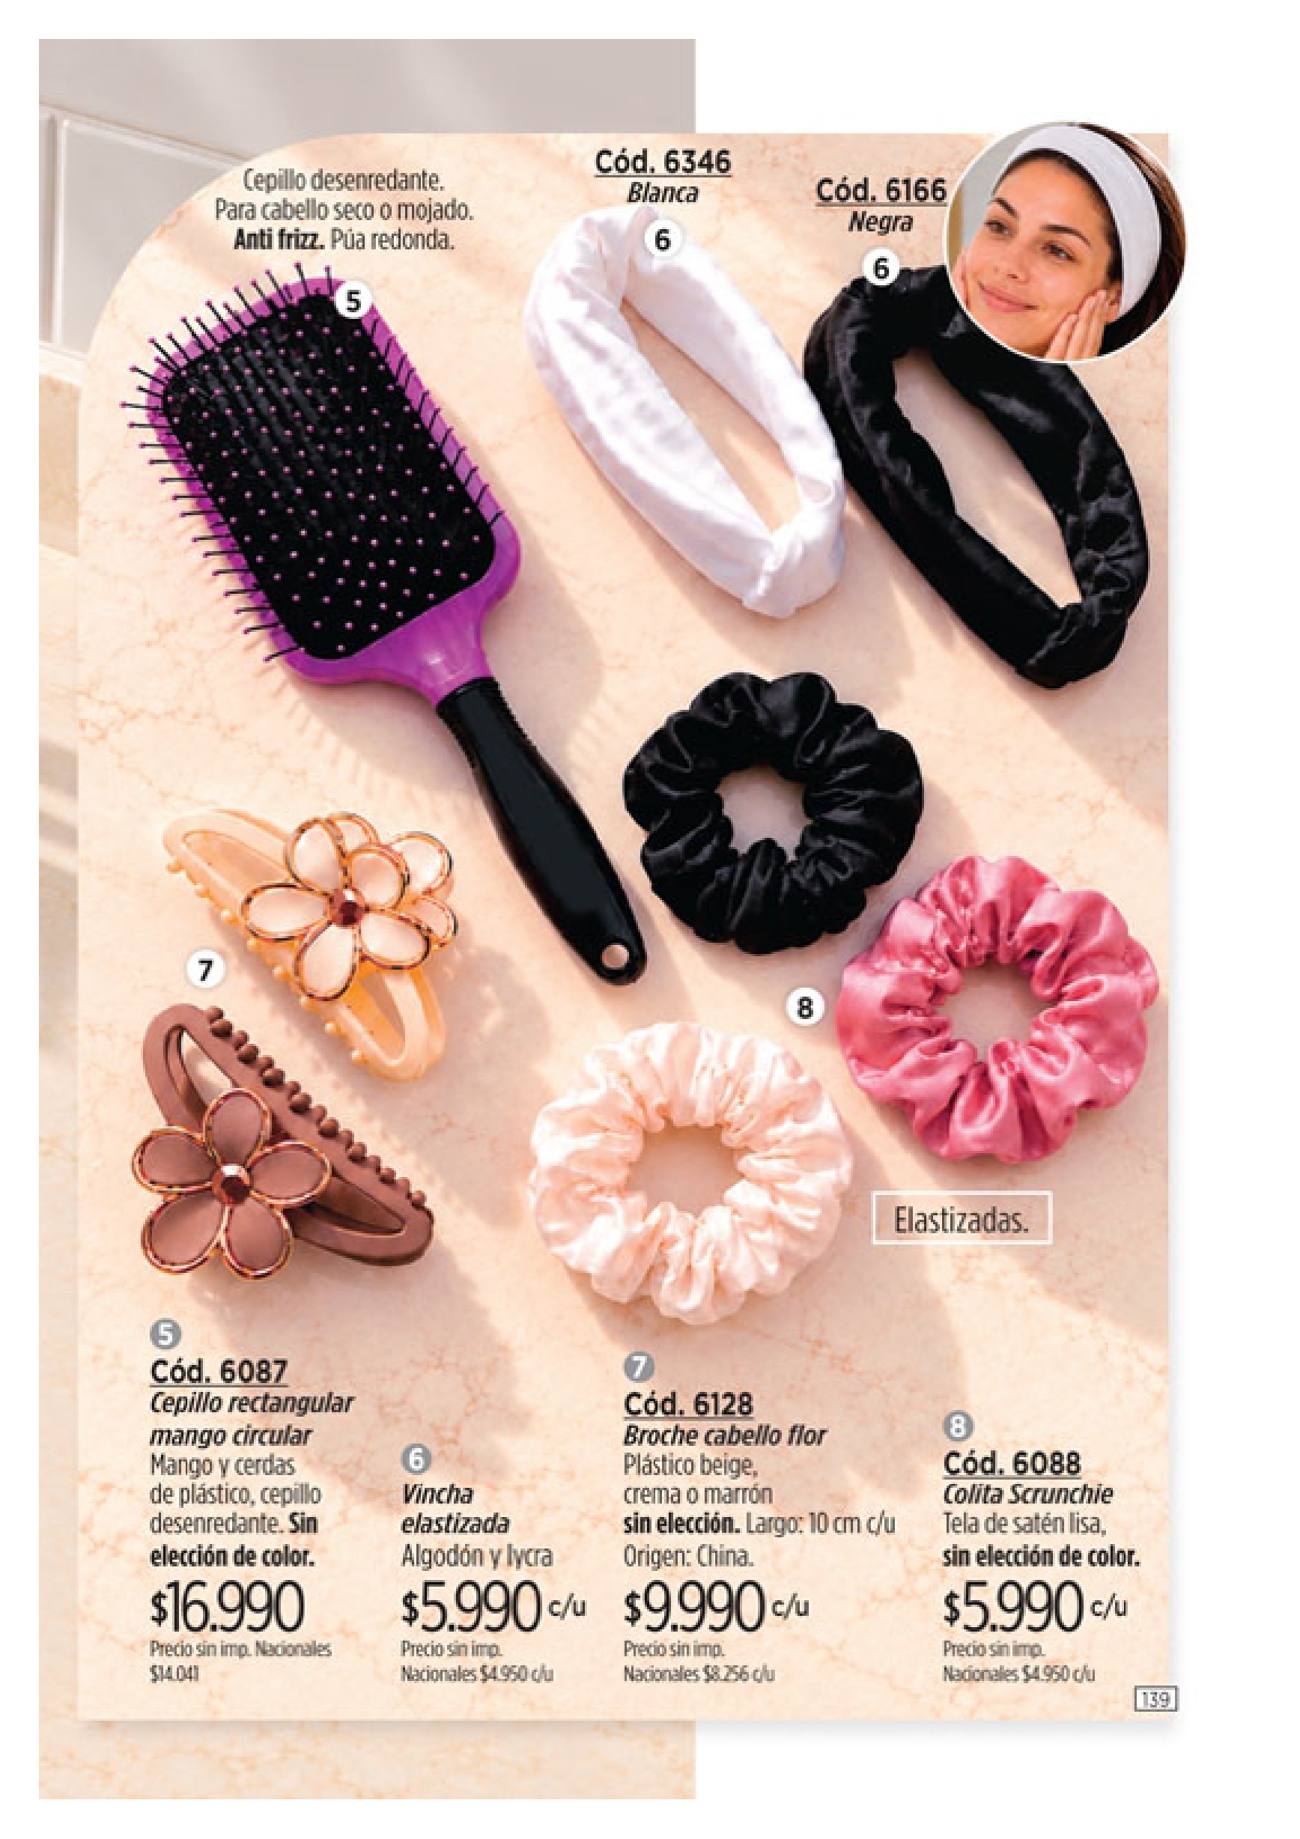 Cepillo desenredante.
Para cabello seco o mojado.
Anti frizz. Púa redonda.
5
Cód. 6346
Blanca
6
Cód. 6166
Negra
6
7
8
Elastizadas.
5
Cód. 6087
Cepillo rectangular
mango circular
Mango y cerdas
de plástico, cepillo
desenredante. Sin
elección de color.
$16.990
Precio sin imp. Nacionales
$14.041
6
Vincha
elastizada
Algodón y lycra
$5.990 c/u
Precio sin imp.
Nacionales $4.950 c/u
7
Cód. 6128
Broche cabello flor
Plástico beige,
crema o marrón
sin elección. Largo: 10 cm c/u
Origen: China.
$9.990 c/u
Precio sin imp.
Nacionales $8.256 c/u
8
Cód. 6088
Colita Scrunchie
Tela de satén lisa,
sin elección de color.
$5.990 c/u
Precio sin imp.
Nacionales $4.950 c/u
139